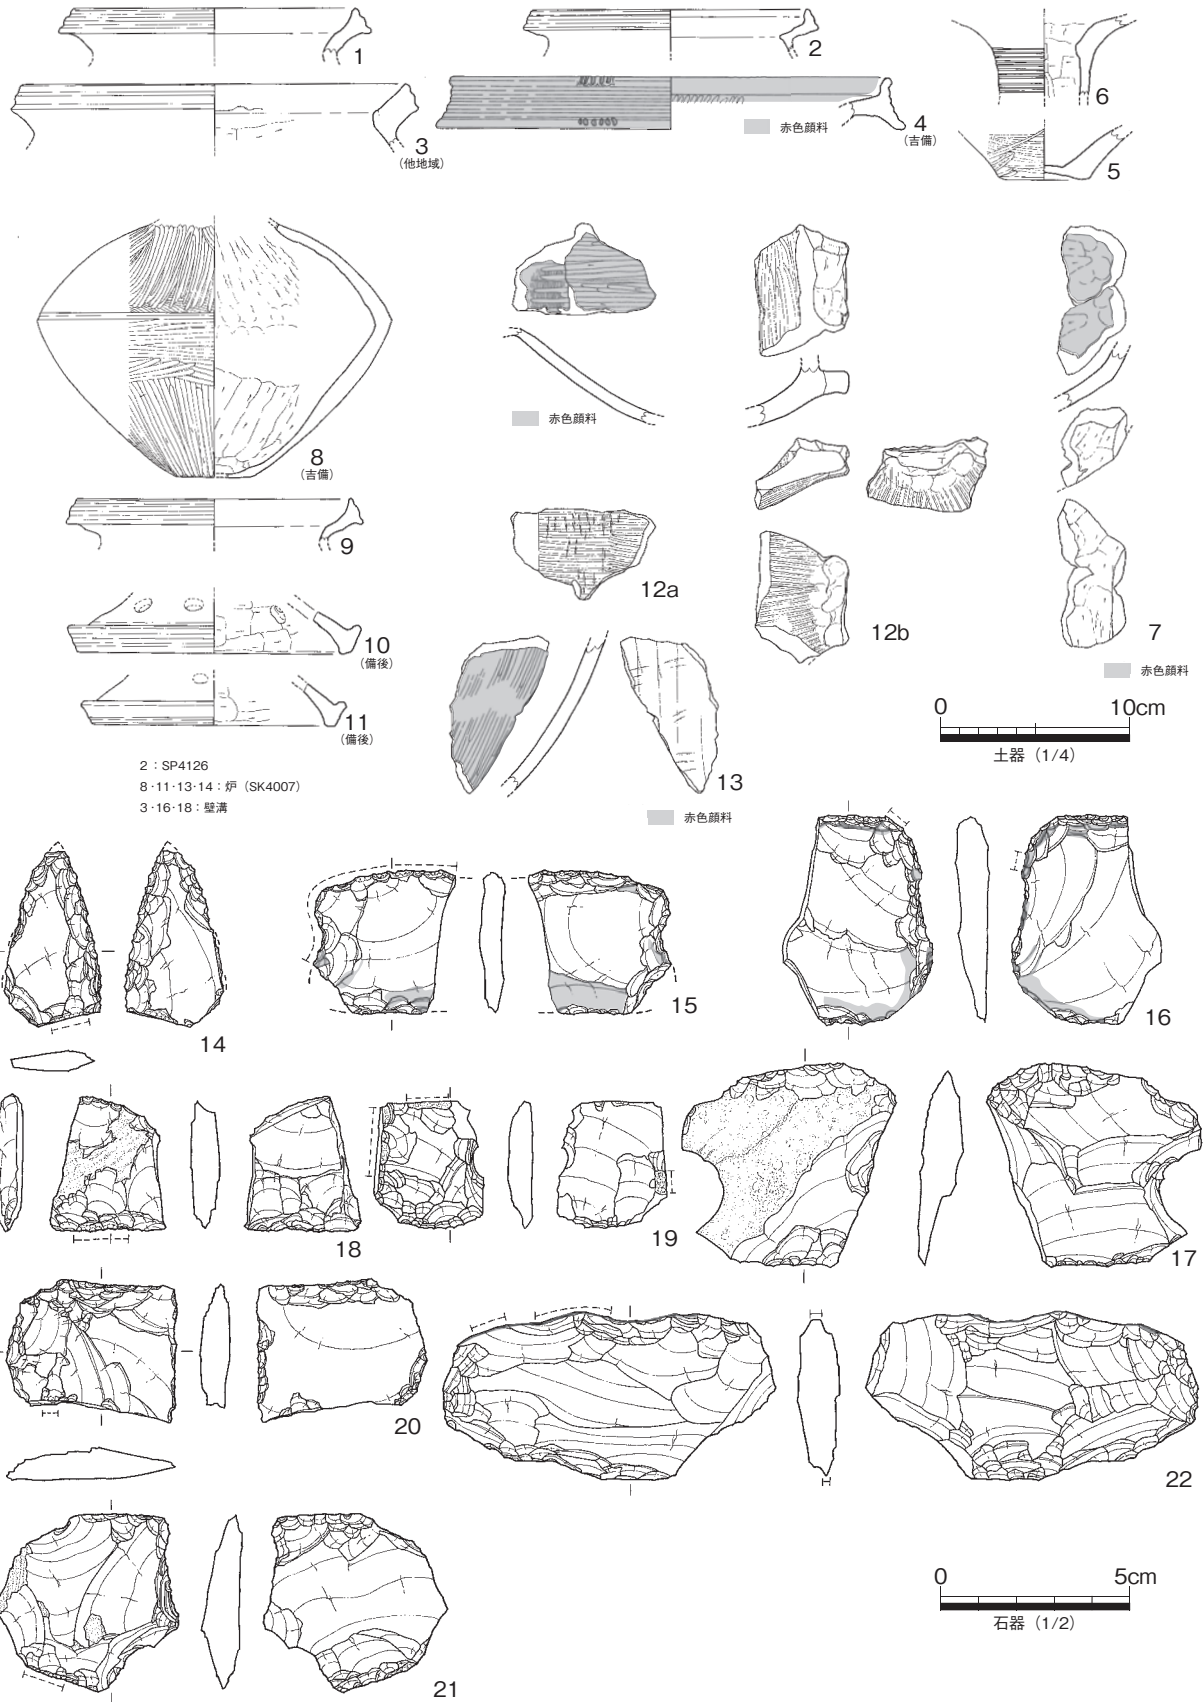 1
2
3
(他地域)
4
(吉備)
赤色顔料
6
5
8
(吉備)
赤色顔料
9
12a
12b
7
赤色顔料
10
(備後)
11
(備後)
13
赤色顔料
0 10cm
土器（1/4）
2：SP4126
8·11·13·14：炉（SK4007）
3·16·18：壁溝
14
15
16
18
19
17
20
22
21
0 5cm
石器（1/2）